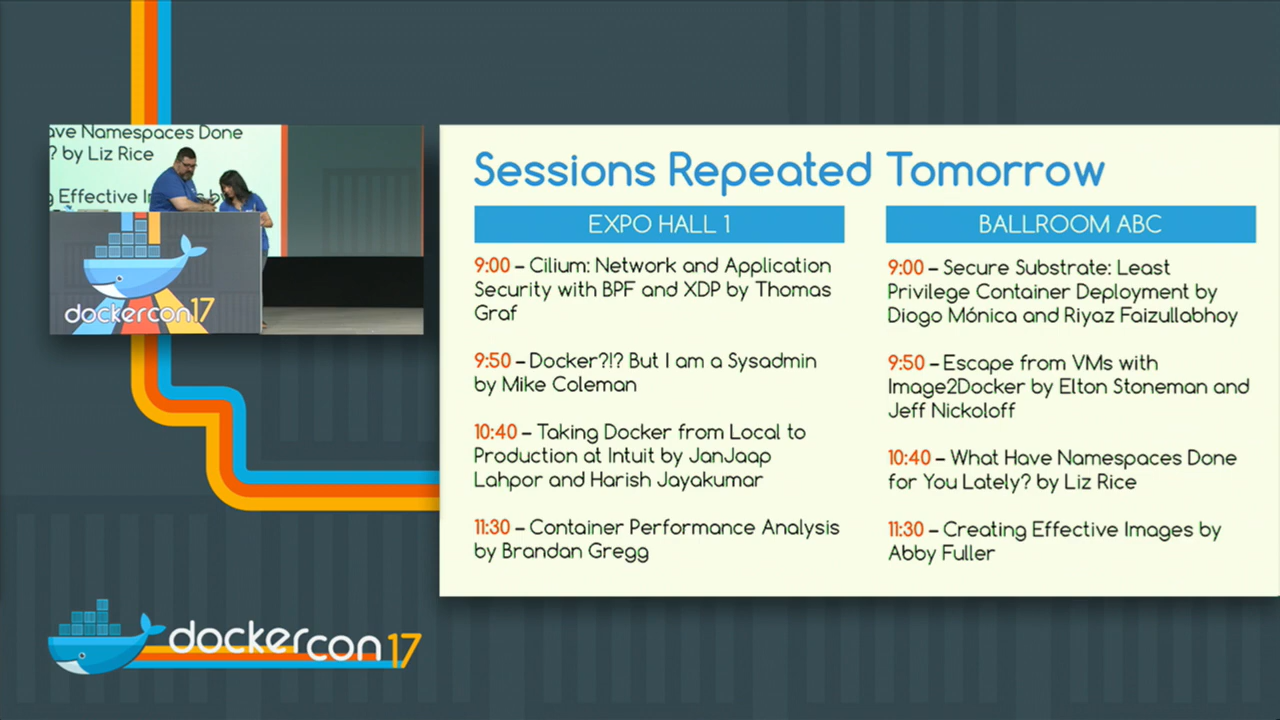 ave Namespaces Done
? by Liz Rice
Effective Im
by
dockercon17
Sessions Repeated Tomorrow
EXPO HALL 1
9:00 – Cilium: Network and Application
Security with BPF and XDP by Thomas
Graf
9:50 – Docker?!? But I am a Sysadmin
by Mike Coleman
10:40 – Taking Docker from Local to
Production at Intuit by JanJaap
Lahpor and Harish Jayakumar
11:30 – Container Performance Analysis
by Brandan Gregg
BALLROOM ABC
9:00 – Secure Substrate: Least
Privilege Container Deployment by
Diogo Mónica and Riyaz Faizullabhoy
9:50 – Escape from VMs with
Image2Docker by Elton Stoneman and
Jeff Nickoloff
10:40 – What Have Namespaces Done
for You Lately? by Liz Rice
11:30 – Creating Effective Images by
Abby Fuller
dockercon17